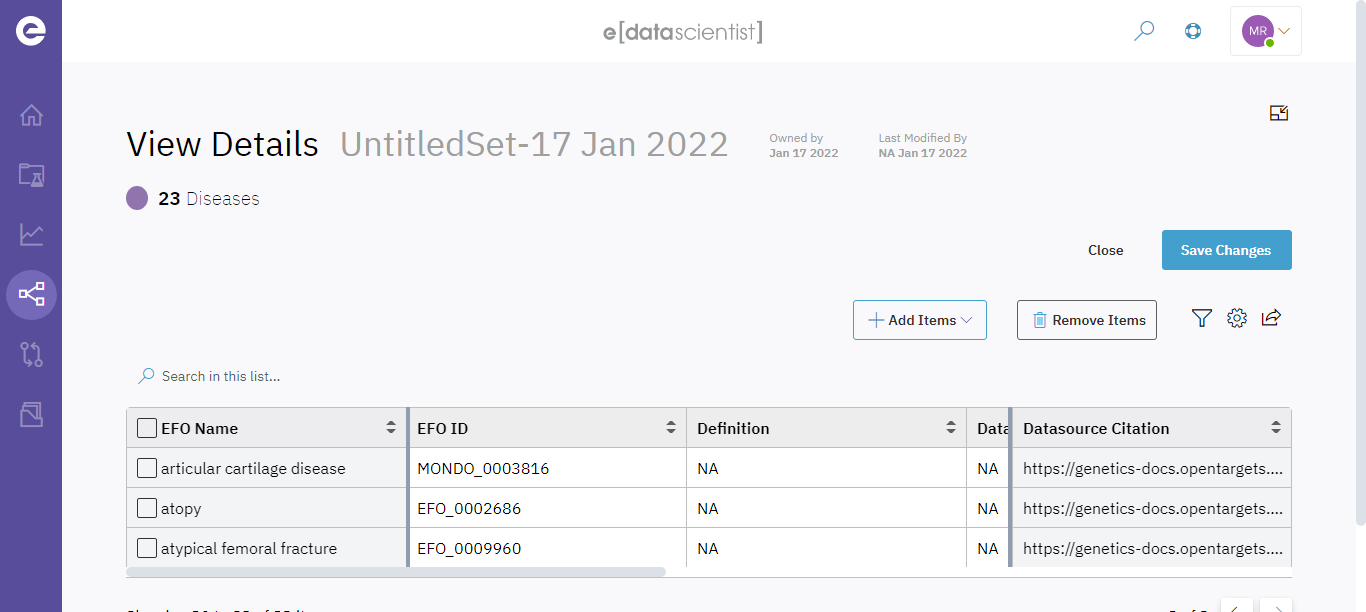 e[datascientist]
MR
View Details UntitledSet-17 Jan 2022
Owned by
Jan 17 2022
Last Modified By
NA Jan 17 2022
23 Diseases
Close
Save Changes
Add Items
Remove Items
Search in this list...
EFO Name EFO ID Definition Data Datasource Citation
articular cartilage disease MONDO_0003816 NA NA https://genetics-docs.opentargets....
atopy EFO_0002686 NA NA https://genetics-docs.opentargets....
atypical femoral fracture EFO_0009960 NA NA https://genetics-docs.opentargets....